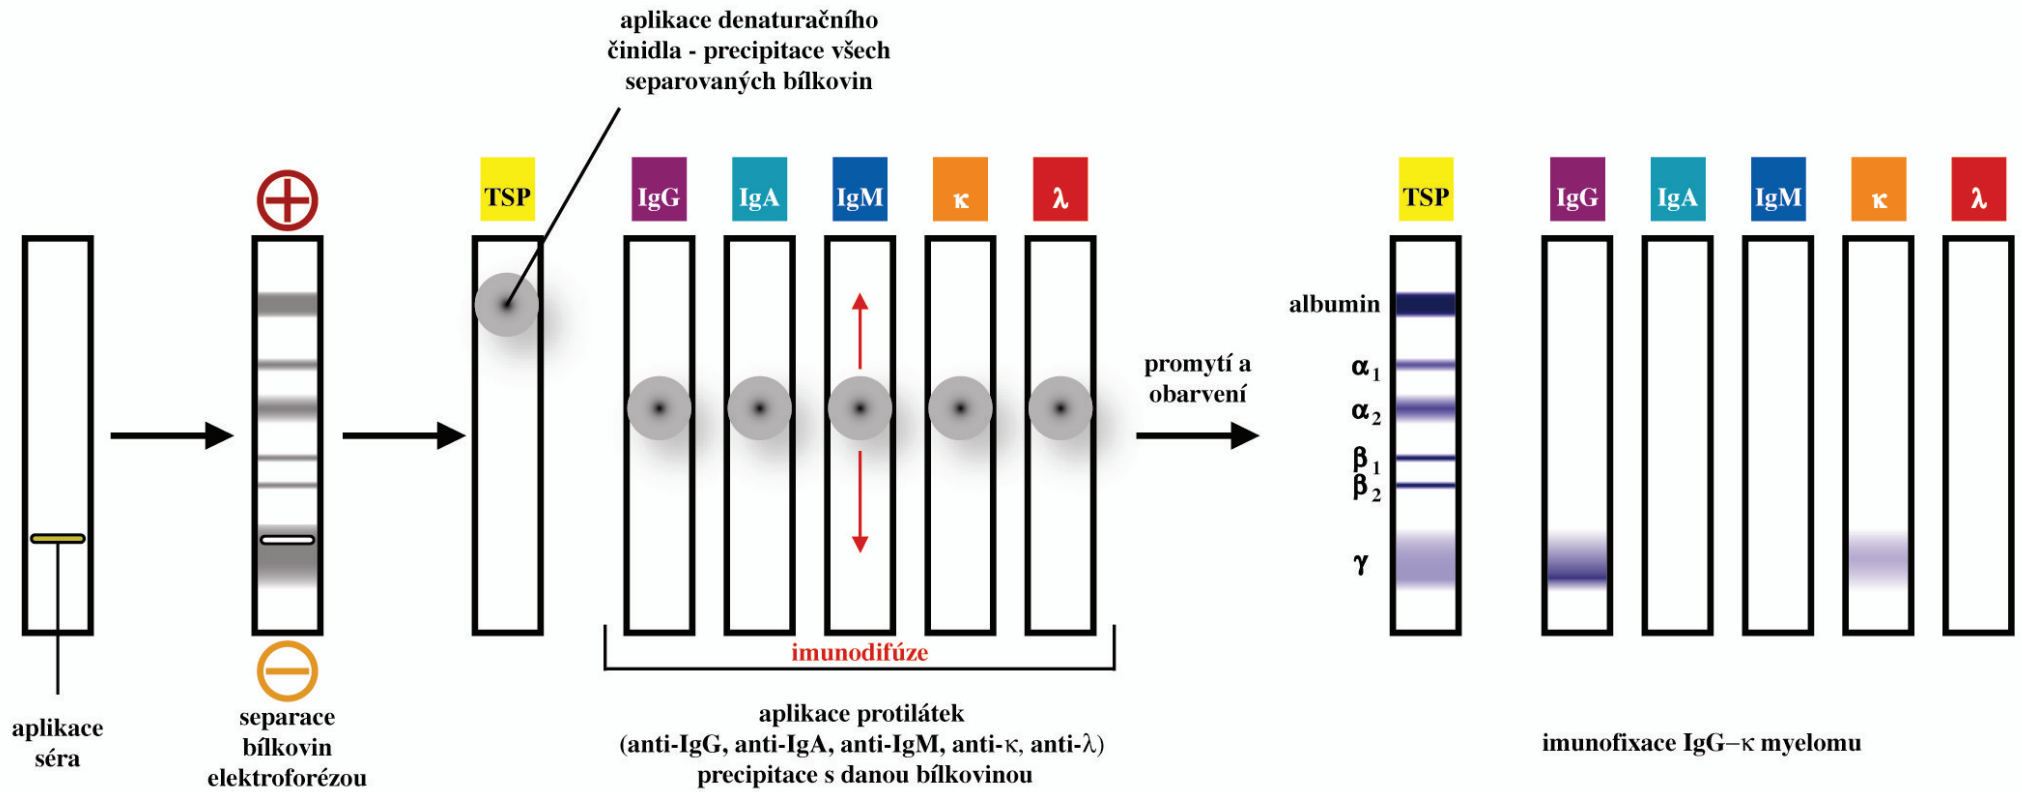 aplikace denaturačního
činidla - precipitace všech
separovaných bílkovin
TSP
IgG
IgA
IgM
κ
λ
TSP
IgG
IgA
IgM
κ
λ
albumin
α1
α2
β1
β2
γ
promytí a
obarvení
imunodifúze
aplikace
séra
separace
bílkovin
elektroforézou
aplikace protilátek
(anti-IgG, anti-IgA, anti-IgM, anti-κ, anti-λ)
precipitace s danou bílkovinou
imunofixace IgG–κ myelomu